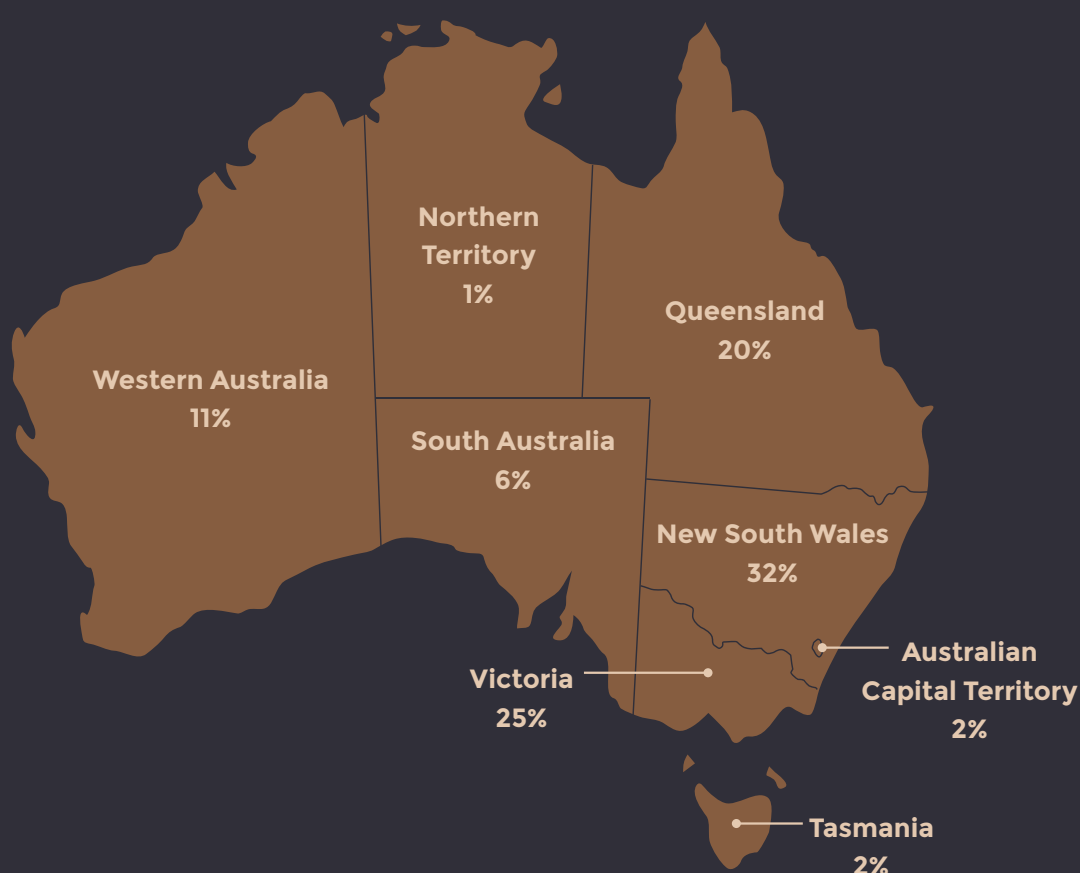 Northern
Territory
1%
Queensland
20%
Western Australia
11%
South Australia
6%
New South Wales
32%
Australian
Capital Territory
2%
Victoria
25%
Tasmania
2%